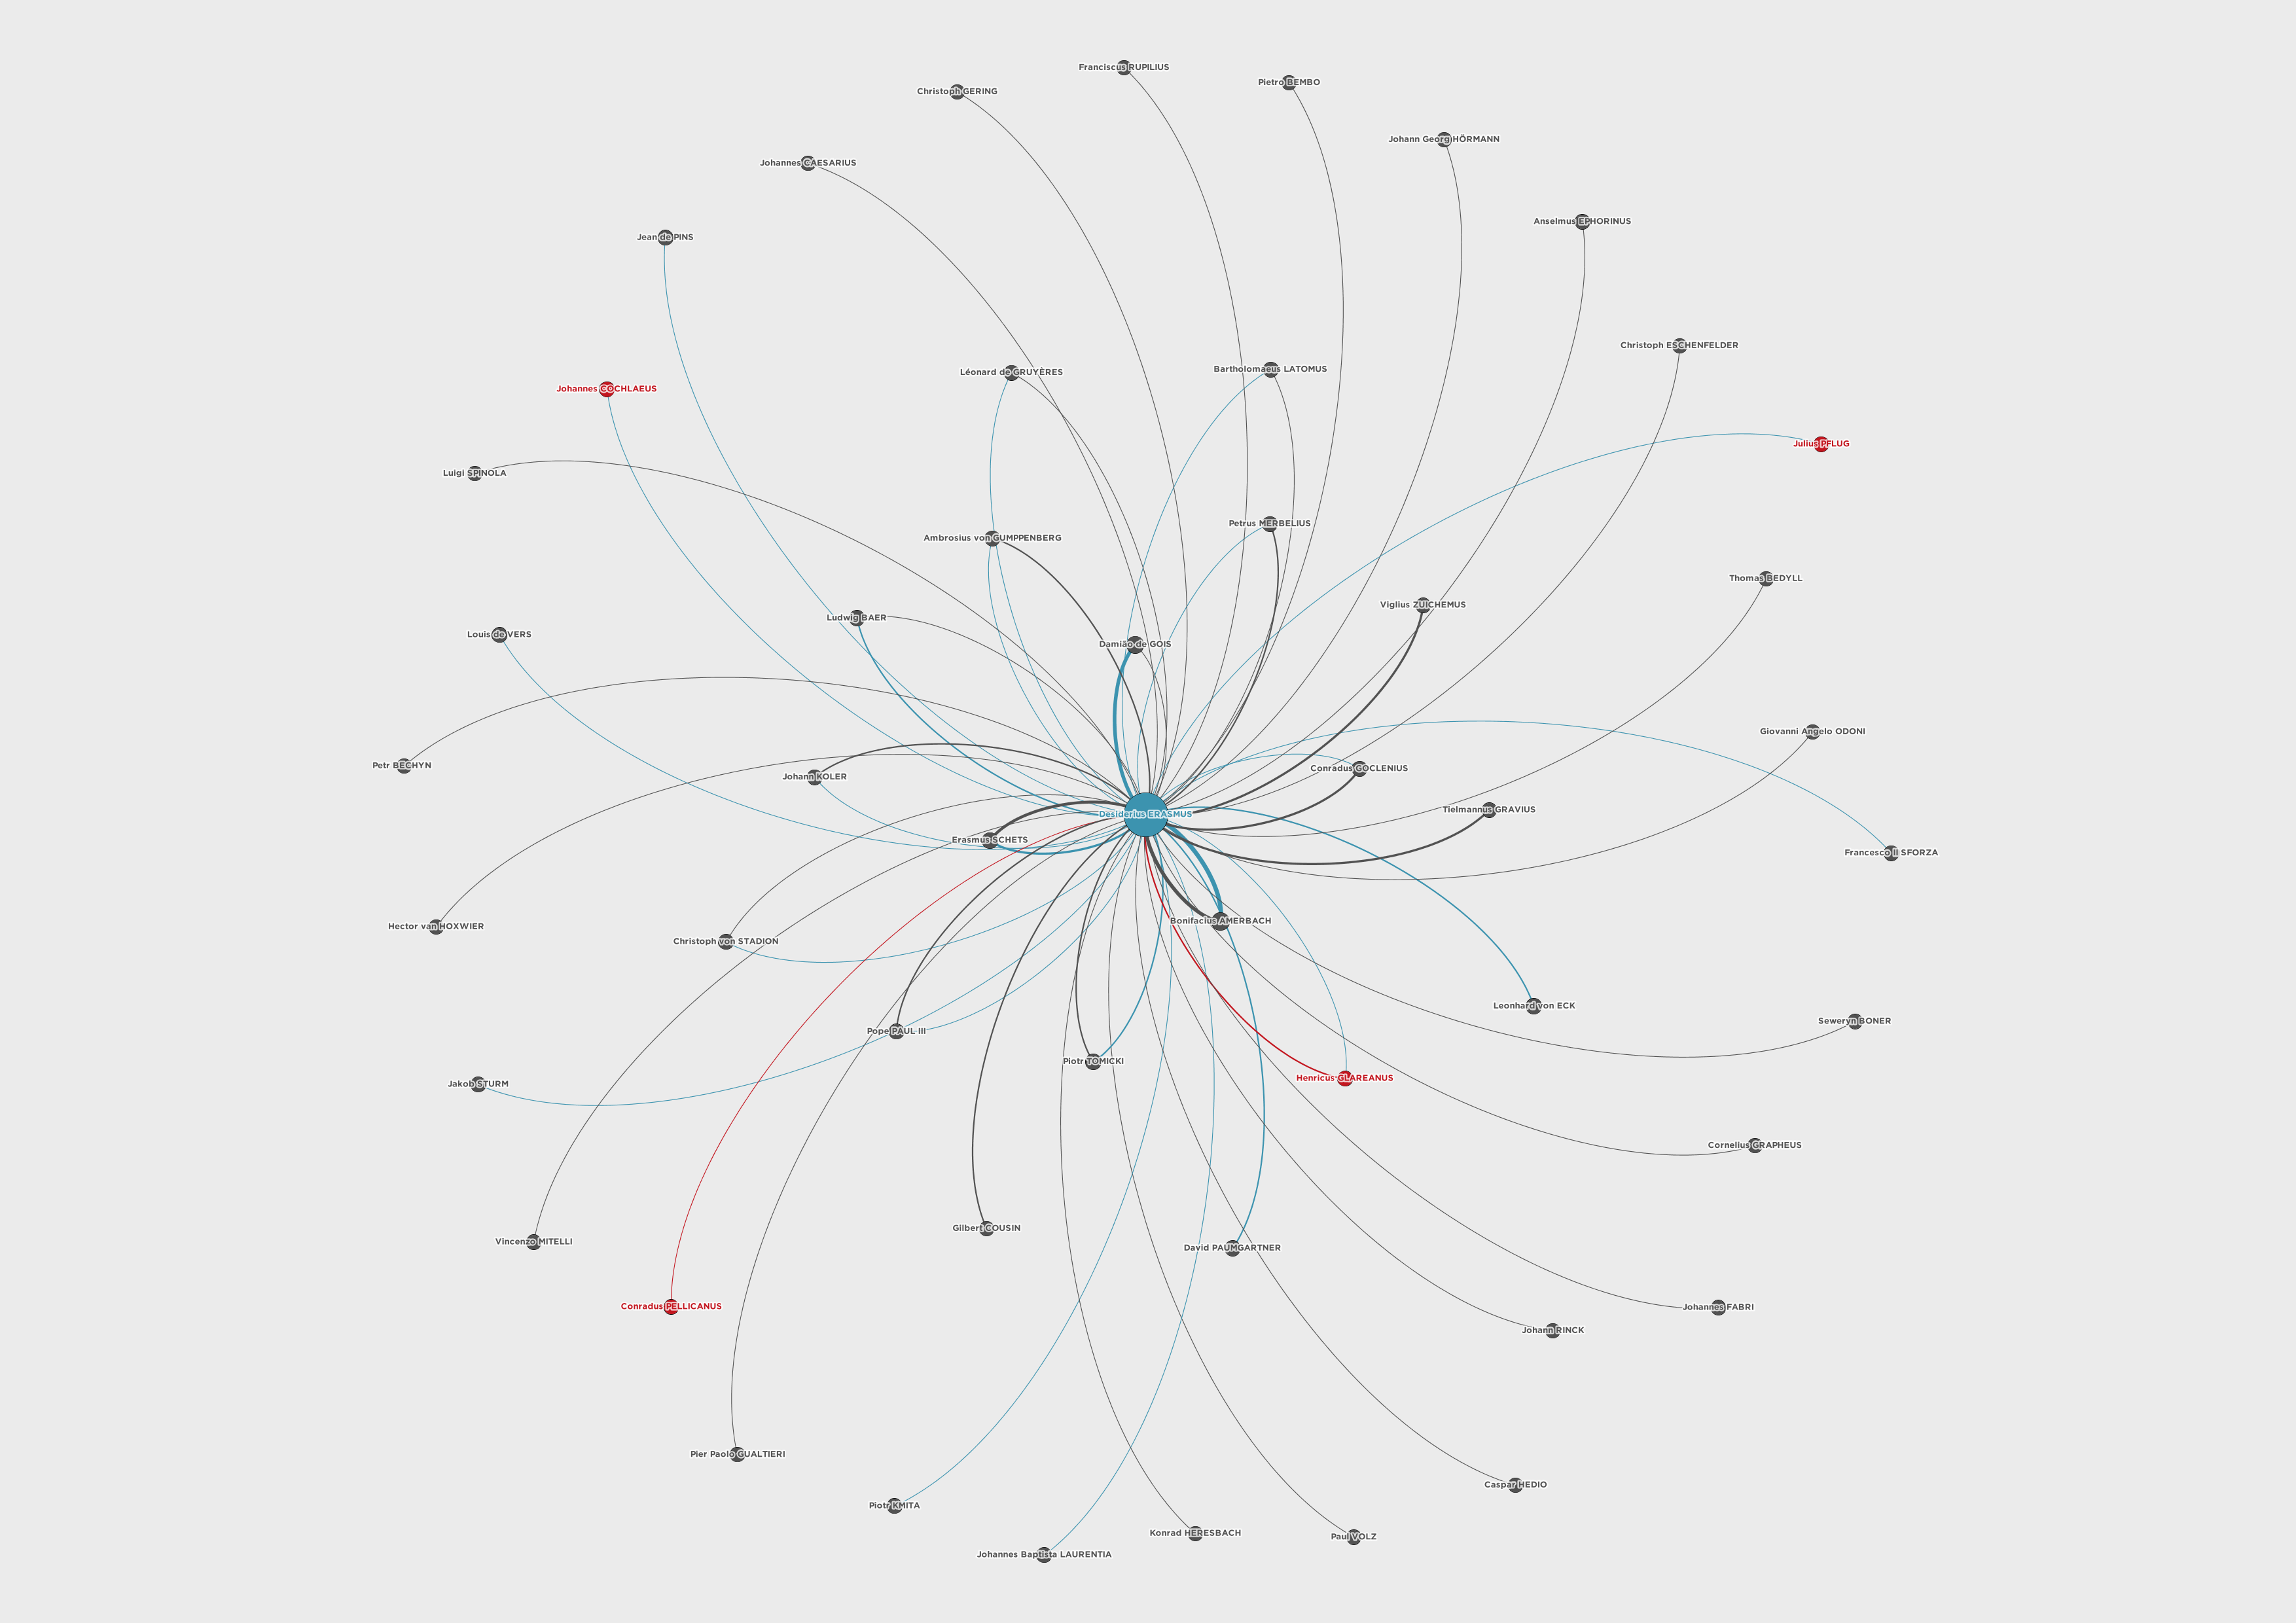 Franciscus RUPILIUS
Pietro BEMBO
Christoph GERING
Johann Georg HÖRMANN
Johannes CAESARIUS
Anselmus EPHORINUS
Jean de PINS
Christoph ESCHENFELDER
Bartholomaeus LATOMUS
Léonard de GRUYÈRES
Johannes COCHLAEUS
Julius PFLUG
Luigi SPINOLA
Petrus MERBELIUS
Ambrosius von GUMPPENBERG
Thomas BEDYLL
Viglius ZUICHEMUS
Ludwig BAER
Louis de VERS
Damião de GOIS
Giovanni Angelo ODONI
Petr BECHYN
Conradus GOCLENIUS
Johann KOLER
Tielmannus GRAVIUS
Desiderius ERASMUS
Erasmus SCHETS
Francesco II SFORZA
Bonifacius AMERBACH
Hector van HOXWIER
Christoph von STADION
Leonhard von ECK
Seweryn BONER
Pope PAUL III
Piotr TOMICKI
Henricus GLAREANUS
Jakob STURM
Cornelius GRAPHEUS
Gilbert COUSIN
Vincenzo MITELLI
David PAUMGARTNER
Conradus PELLICANUS
Johannes FABRI
Johann RINCK
Pier Paolo GUALTIERI
Caspar HEDIO
Piotr KMITA
Konrad HERESBACH
Paul VOLZ
Johannes Baptista LAURENTIA